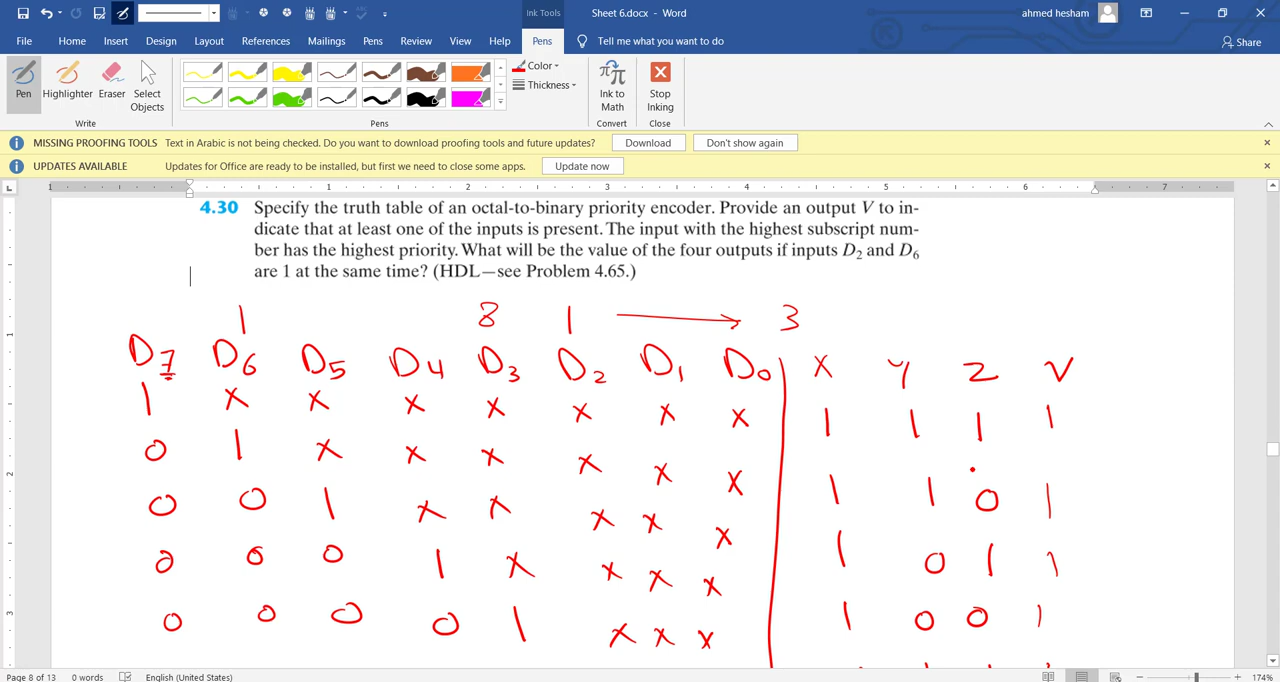 Ink Tools
Sheet 6.docx - Word
ahmed hesham
File Home Insert Design Layout References Mailings Pens Review View Help Pens Tell me what you want to do Share
Pen Highlighter Eraser Select Objects
Color
Thickness
Ink to Math
Stop Inking
Write Pens Convert Close
MISSING PROOFING TOOLS Text in Arabic is not being checked. Do you want to download proofing tools and future updates? Download Don't show again
UPDATES AVAILABLE Updates for Office are ready to be installed, but first we need to close some apps. Update now
1 1 2 3 4 5 6 7
4.30 Specify the truth table of an octal-to-binary priority encoder. Provide an output V to in-
dicate that at least one of the inputs is present. The input with the highest subscript num-
ber has the highest priority. What will be the value of the four outputs if inputs D2 and D6
are 1 at the same time? (HDL—see Problem 4.65.)
1 8 1 → 3
D7 D6 D5 D4 D3 D2 D1 D0 X Y Z V
1 X X X X X X X 1 1 1 1
0 1 X X X X X X 1 1 0 1
0 0 1 X X X X X 1 0 1 1
0 0 0 1 X X X X 1 0 0 1
0 0 0 0 1 X X X
Page 8 of 13 0 words English (United States) 174%